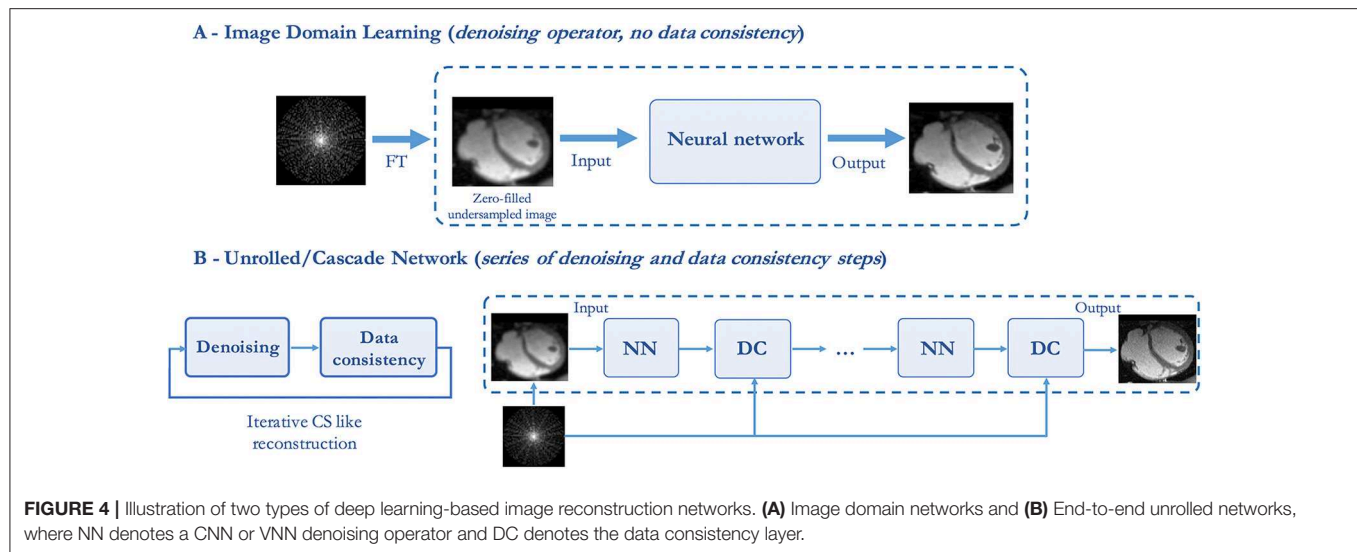 A - Image Domain Learning (denoising operator, no data consistency)
FT
Zero-filled
undersampled image
Input
Neural network
Output
B - Unrolled/Cascade Network (series of denoising and data consistency steps)
Denoising
Data
consistency
Iterative CS like
reconstruction
Input
NN
DC
...
NN
DC
Output
FIGURE 4 | Illustration of two types of deep learning-based image reconstruction networks. (A) Image domain networks and (B) End-to-end unrolled networks,
where NN denotes a CNN or VNN denoising operator and DC denotes the data consistency layer.